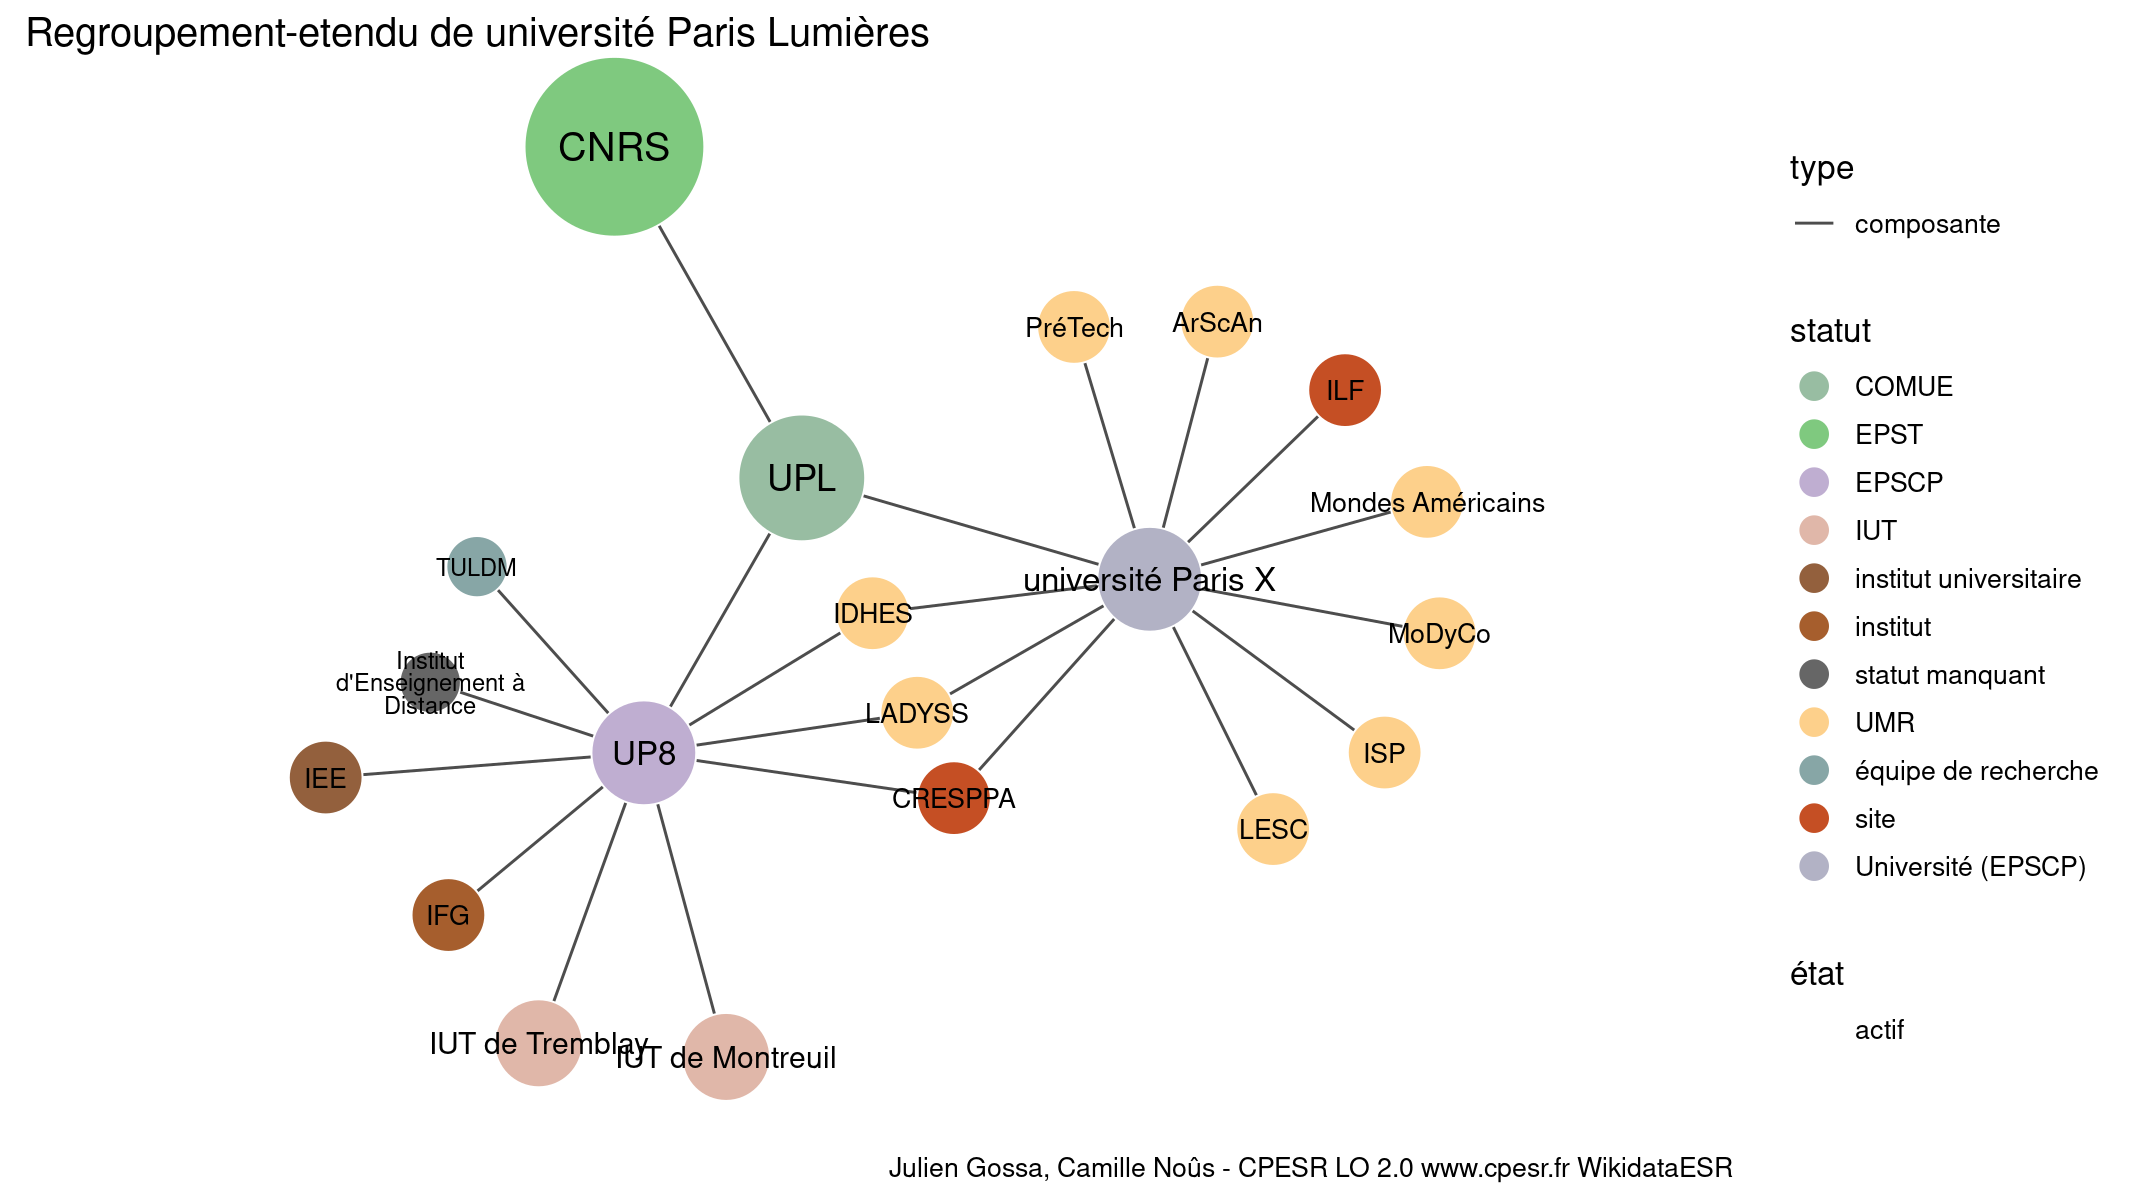 Regroupement-etendu de université Paris Lumières
CNRS
PréTech
ArScAn
ILF
UPL
Mondes Américains
TULDM
université Paris X
IDHES
MoDyCo
Institut
d'Enseignement à
Distance
LADYSS
UP8
ISP
IEE
CRESPPA
LESC
IFG
IUT de Tremblay
IUT de Montreuil
type
composante
statut
COMUE
EPST
EPSCP
IUT
institut universitaire
institut
statut manquant
UMR
équipe de recherche
site
Université (EPSCP)
état
actif
Julien Gossa, Camille Noûs - CPESR LO 2.0 www.cpesr.fr WikidataESR